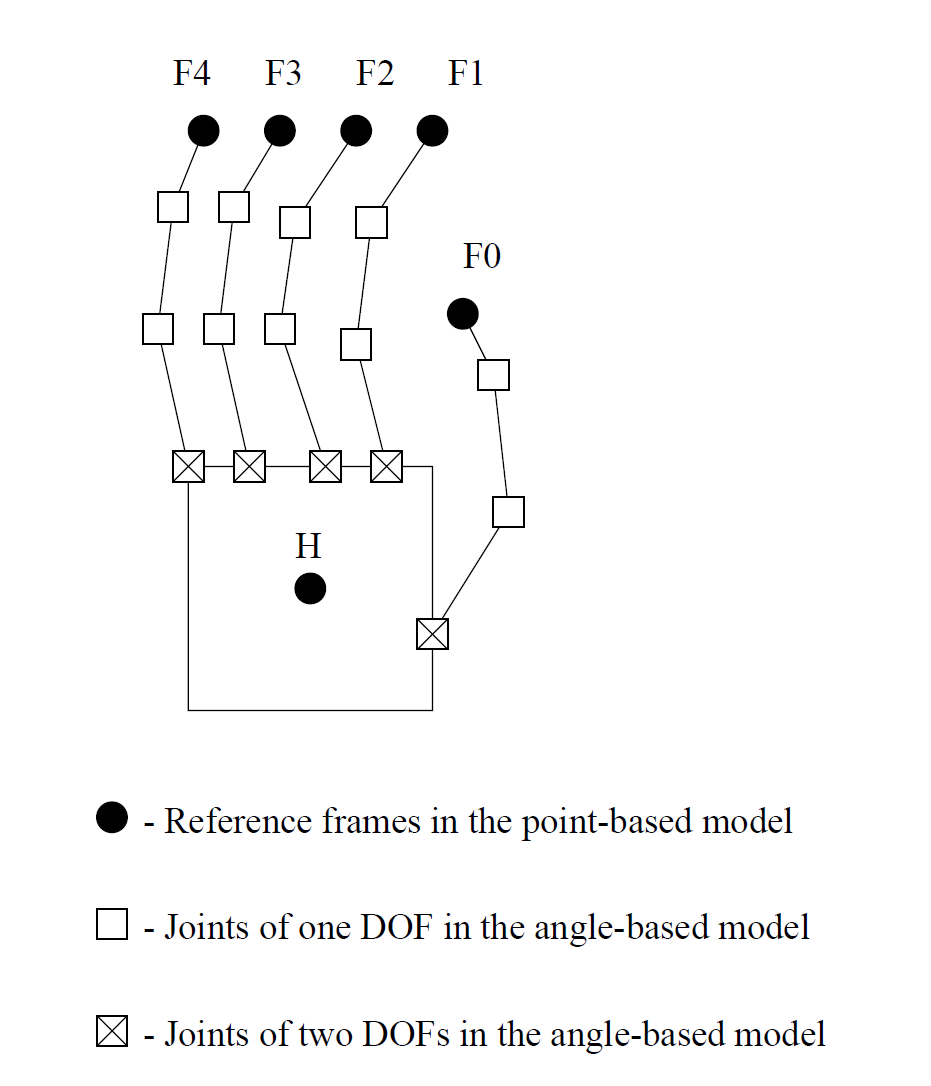 F4 F3 F2 F1
F0
H
- Reference frames in the point-based model
- Joints of one DOF in the angle-based model
- Joints of two DOFs in the angle-based model